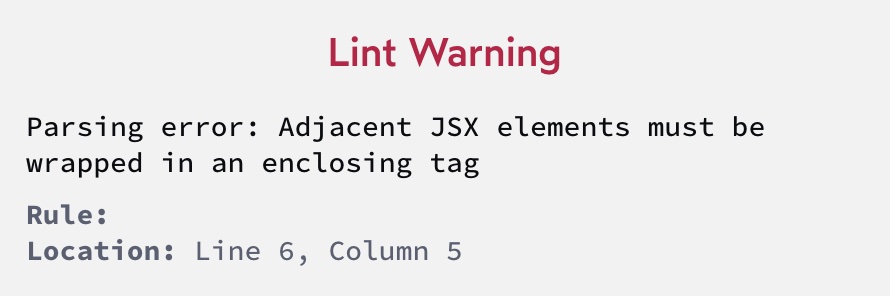 Lint Warning
Parsing error: Adjacent JSX elements must be
wrapped in an enclosing tag
Rule:
Location: Line 6, Column 5